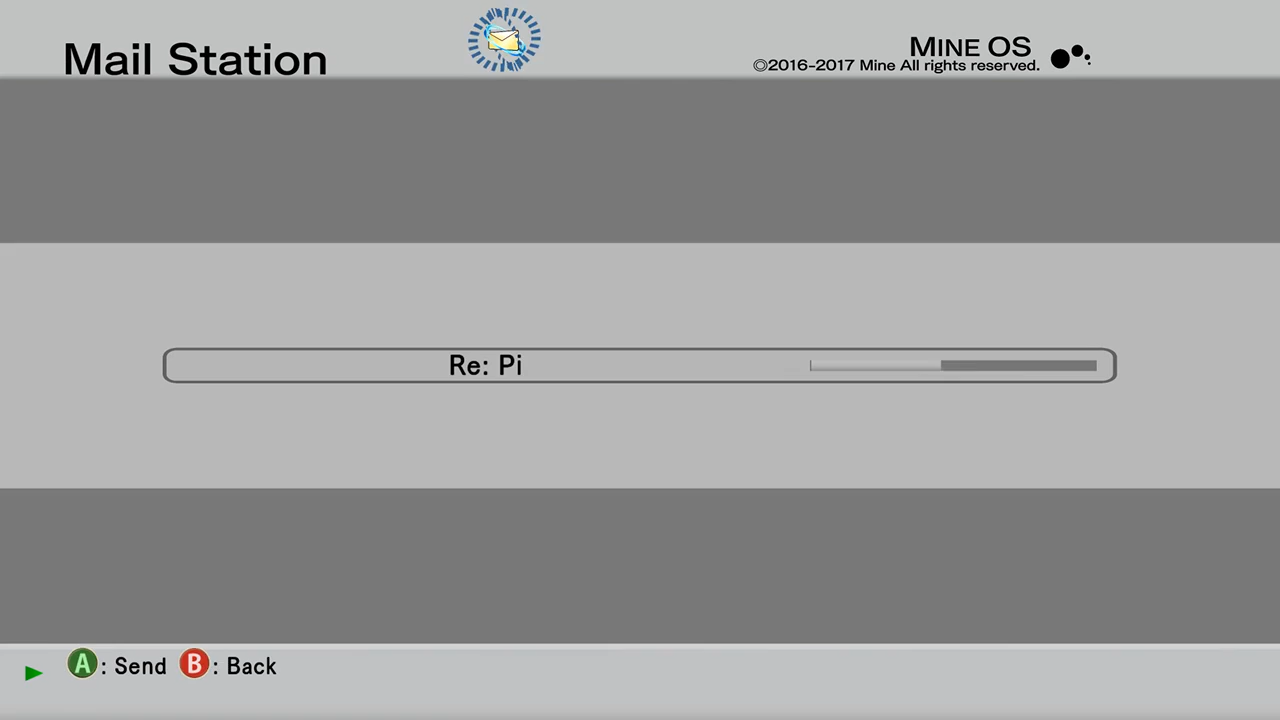 Mail Station
MINE OS
©2016-2017 Mine All rights reserved.
Re: Pi
A : Send B : Back